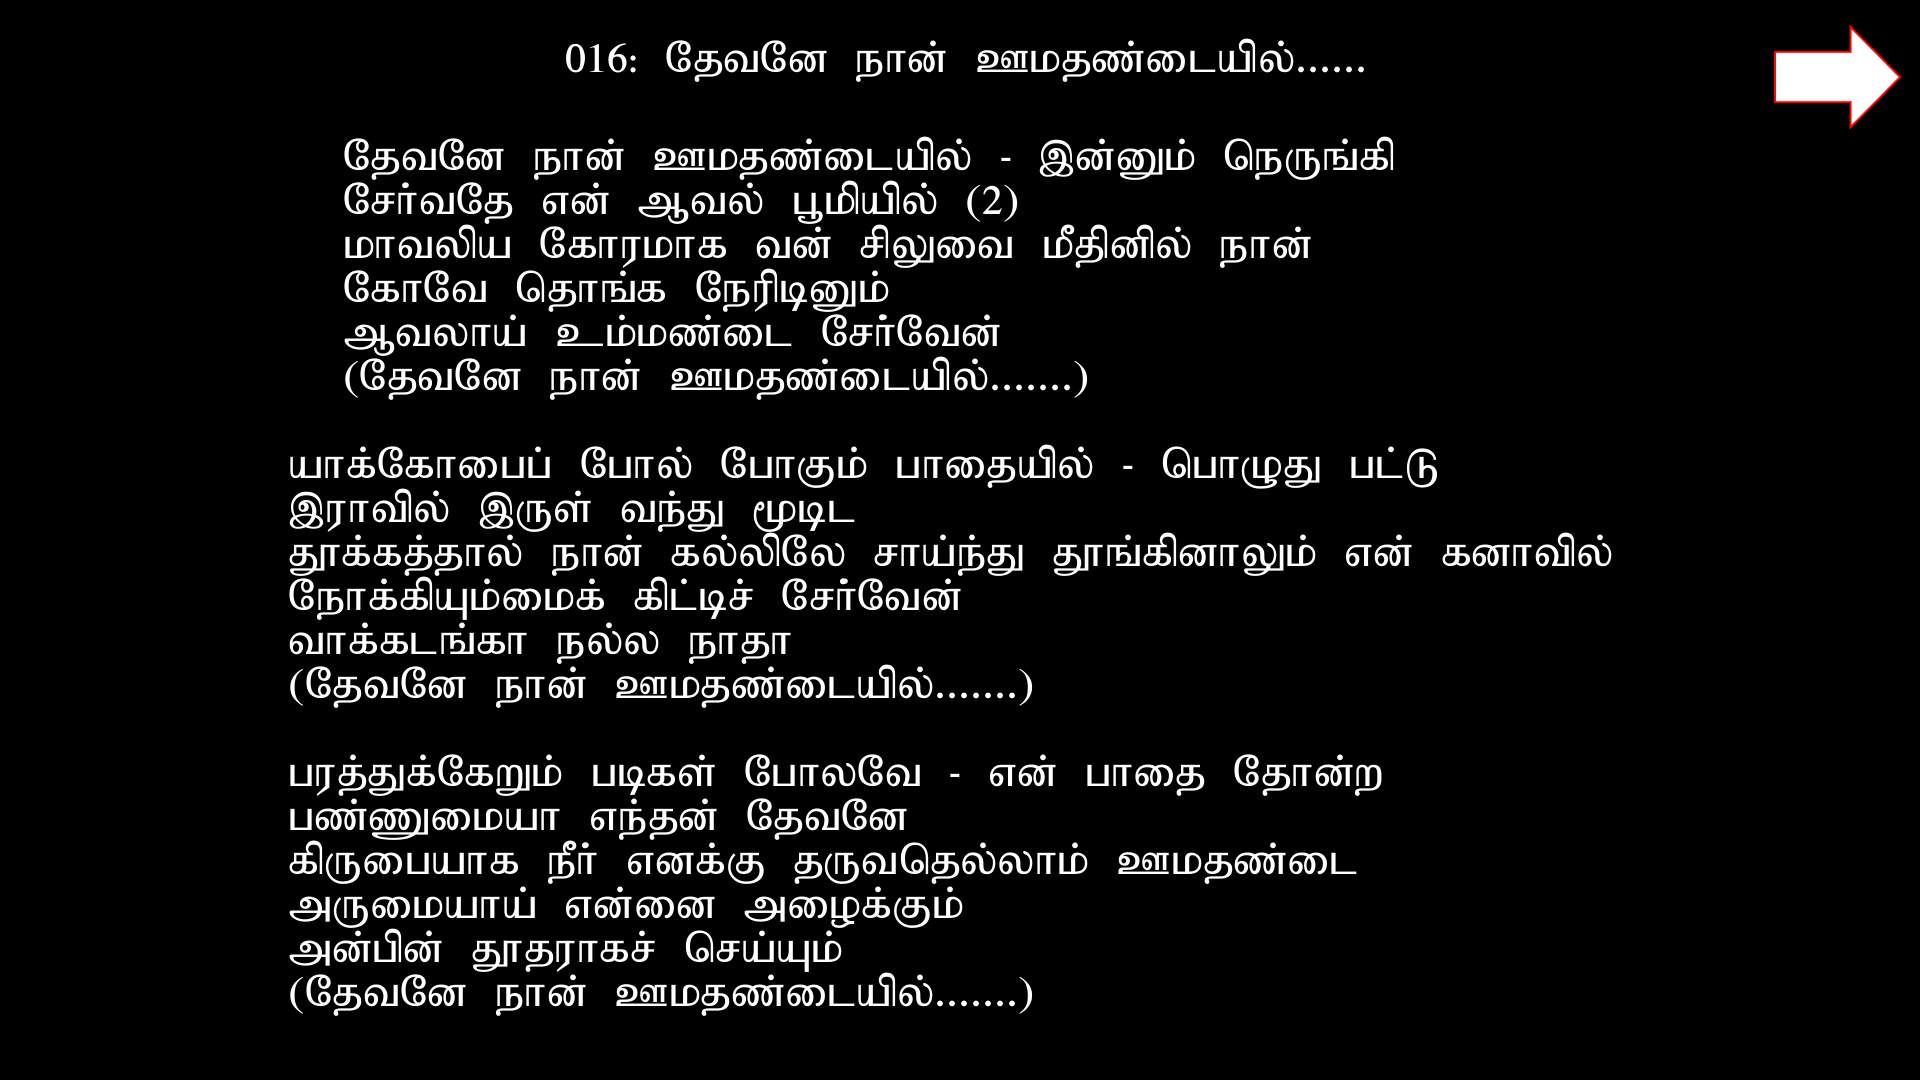 016: தேவனே நான் ஊமதண்டையில்......
தேவனே நான் ஊமதண்டையில் - இன்னும் நெருங்கி
சேர்வதே என் ஆவல் பூமியில் (2)
மாவலிய கோரமாக வன் சிலுவை மீதினில் நான்
கோவே தொங்க நேரிடினும்
ஆவலாய் உம்மண்டை சேர்வேன்
(தேவனே நான் ஊமதண்டையில்.......)
யாக்கோபைப் போல் போகும் பாதையில் - பொழுது பட்டு
இராவில் இருள் வந்து மூடிட
தூக்கத்தால் நான் கல்லிலே சாய்ந்து தூங்கினாலும் என் கனாவில்
நோக்கியும்மைக் கிட்டிச் சேர்வேன்
வாக்கடங்கா நல்ல நாதா
(தேவனே நான் ஊமதண்டையில்.......)
பரத்துக்கேறும் படிகள் போலவே - என் பாதை தோன்ற
பண்ணுமையா எந்தன் தேவனே
கிருபையாக நீர் எனக்கு தருவதெல்லாம் ஊமதண்டை
அருமையாய் என்னை அழைக்கும்
அன்பின் தூதராகச் செய்யும்
(தேவனே நான் ஊமதண்டையில்.......)